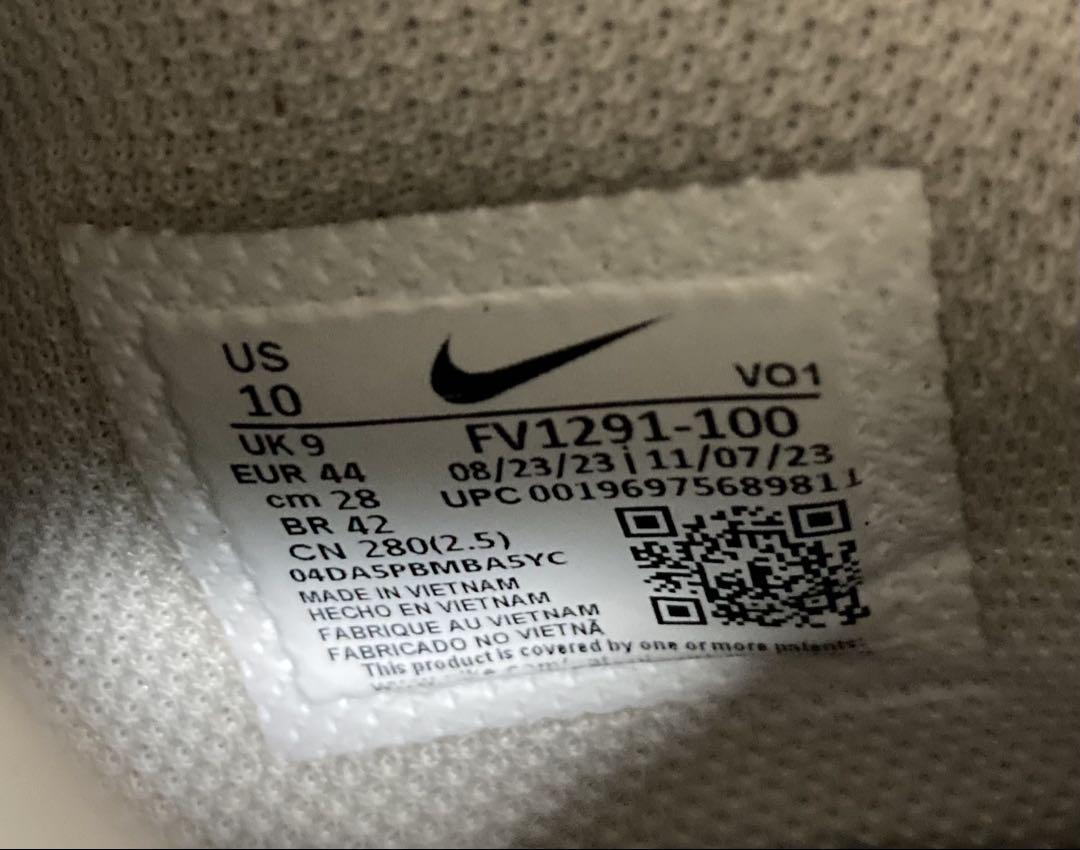 US
10
VO1
UK 9
FV1291-100
EUR 44
08/23/23 | 11/07/23
cm 28
UPC 00196975689811
BR 42
CN 280(2.5)
04DA5PBMBA5YC
MADE IN VIETNAM
HECHO EN VIETNAM
FABRIQUE AU VIETNAM
FABRICADO NO VIETNÃ
This product is covered by one or more patents: